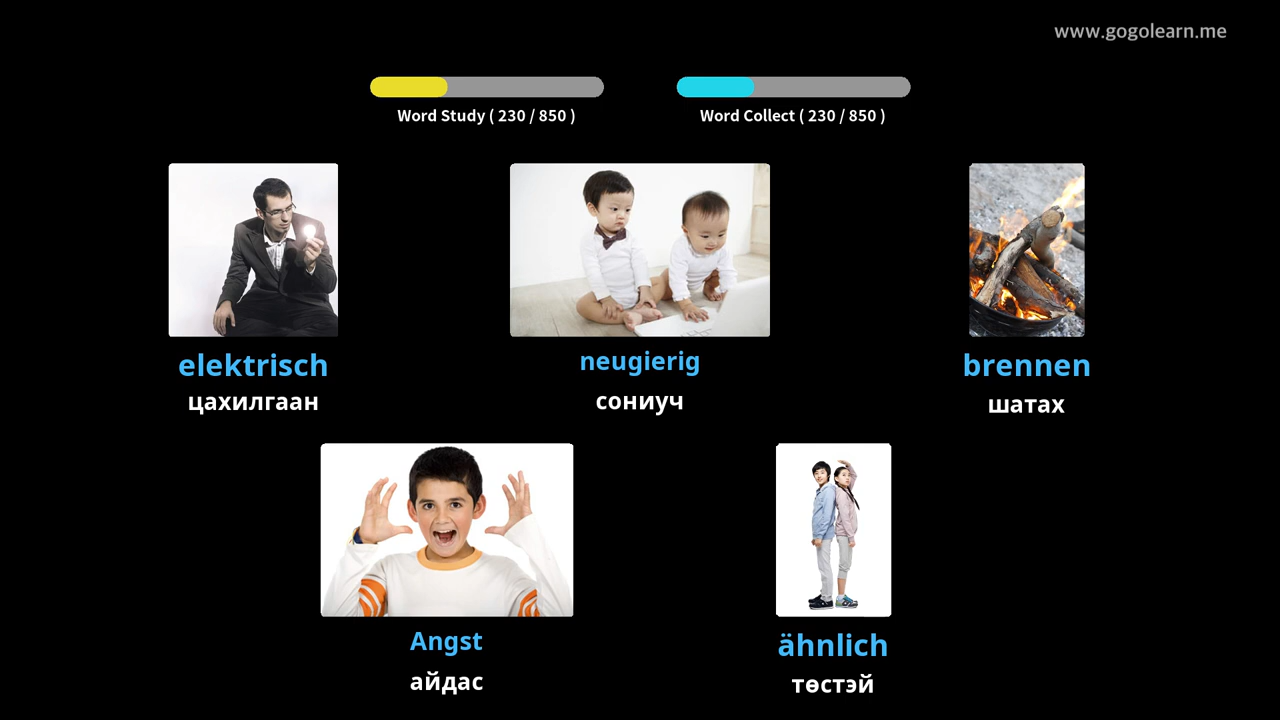 www.gogolearn.me
Word Study ( 230 / 850 )
Word Collect ( 230 / 850 )
elektrisch
цахилгаан
neugierig
сониуч
brennen
шатах
Angst
айдас
ähnlich
төстэй